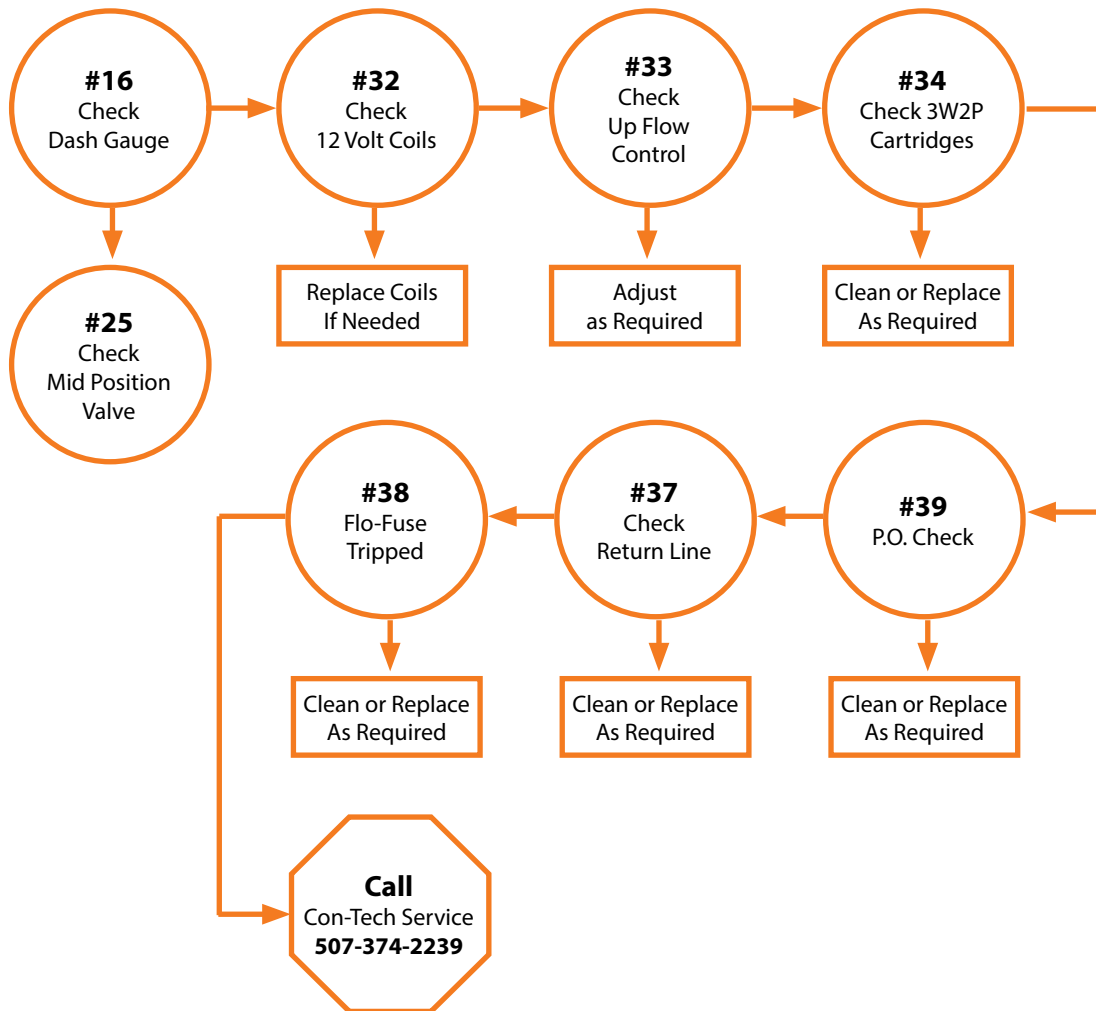 #16
Check
Dash Gauge
#32
Check
12 Volt Coils
#33
Check
Up Flow
Control
#34
Check 3W2P
Cartridges
#25
Check
Mid Position
Valve
Replace Coils
If Needed
Adjust
as Required
Clean or Replace
As Required
#39
P.O. Check
#37
Check
Return Line
#38
Flo-Fuse
Tripped
Clean or Replace
As Required
Clean or Replace
As Required
Clean or Replace
As Required
Call
Con-Tech Service
507-374-2239